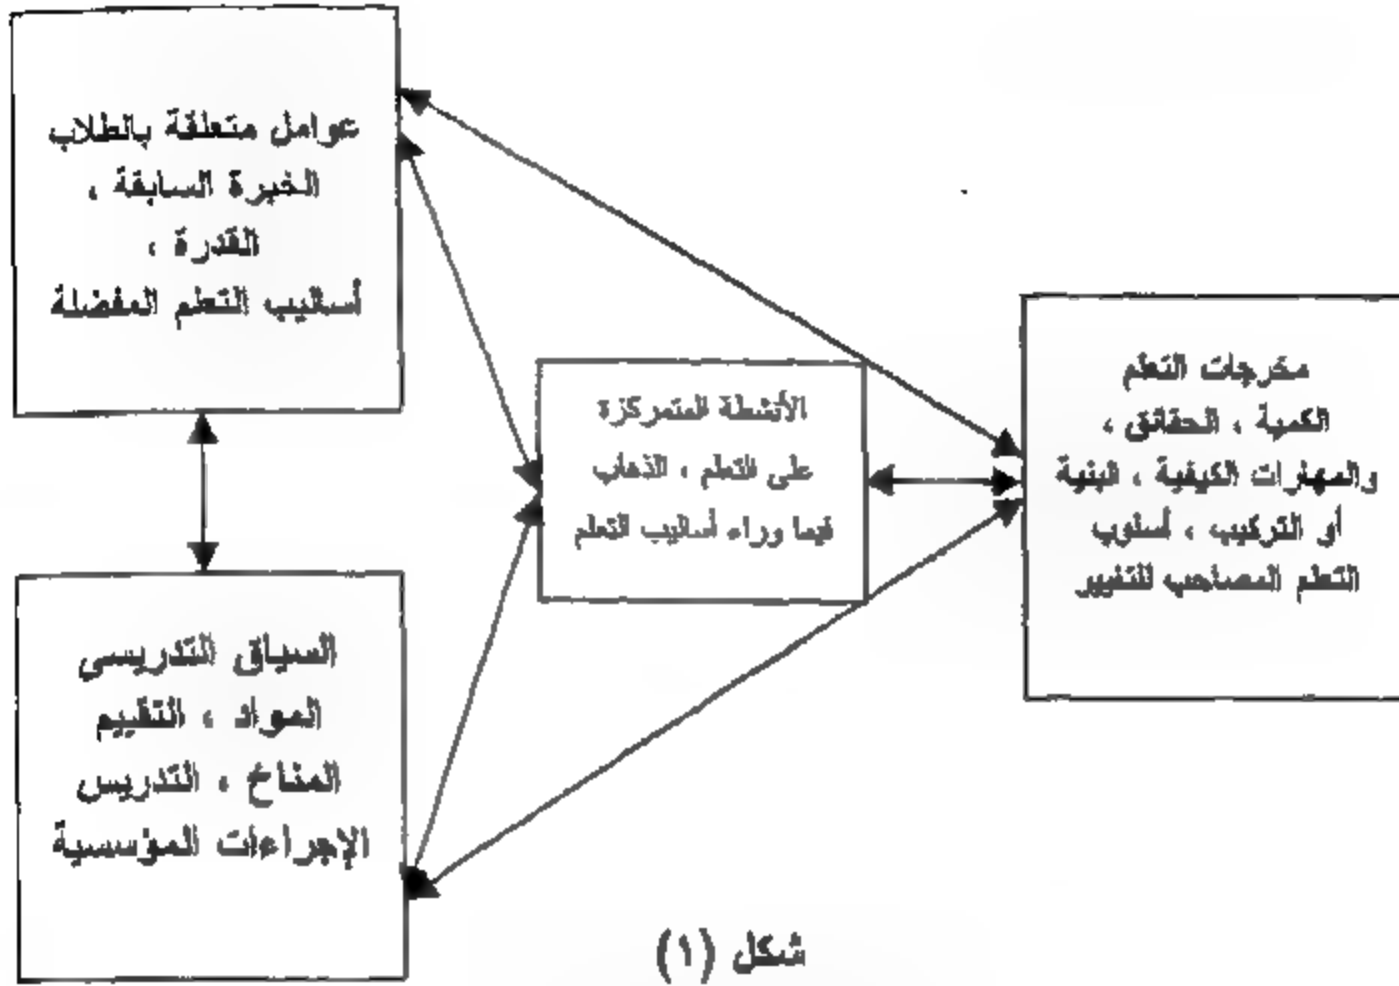 عوامل متعلقة بالطلاب
الخبرة السابقة ،
القدرة ،
أساليب التعلم المفضلة
الأنشطة المتمركزة
على التعلم ، الذهاب
فيما وراء أساليب التعلم
مخرجات التعلم
الكمية ، الحقائق ،
والمهارات الكيفية ، البنية
أو التركيب ، أسلوب
التعلم المصاحب للتغيير
السياق التدريسى
المواد ، التقييم
المناخ ، التدريس
الإجراءات المؤسسية
شكل (١)